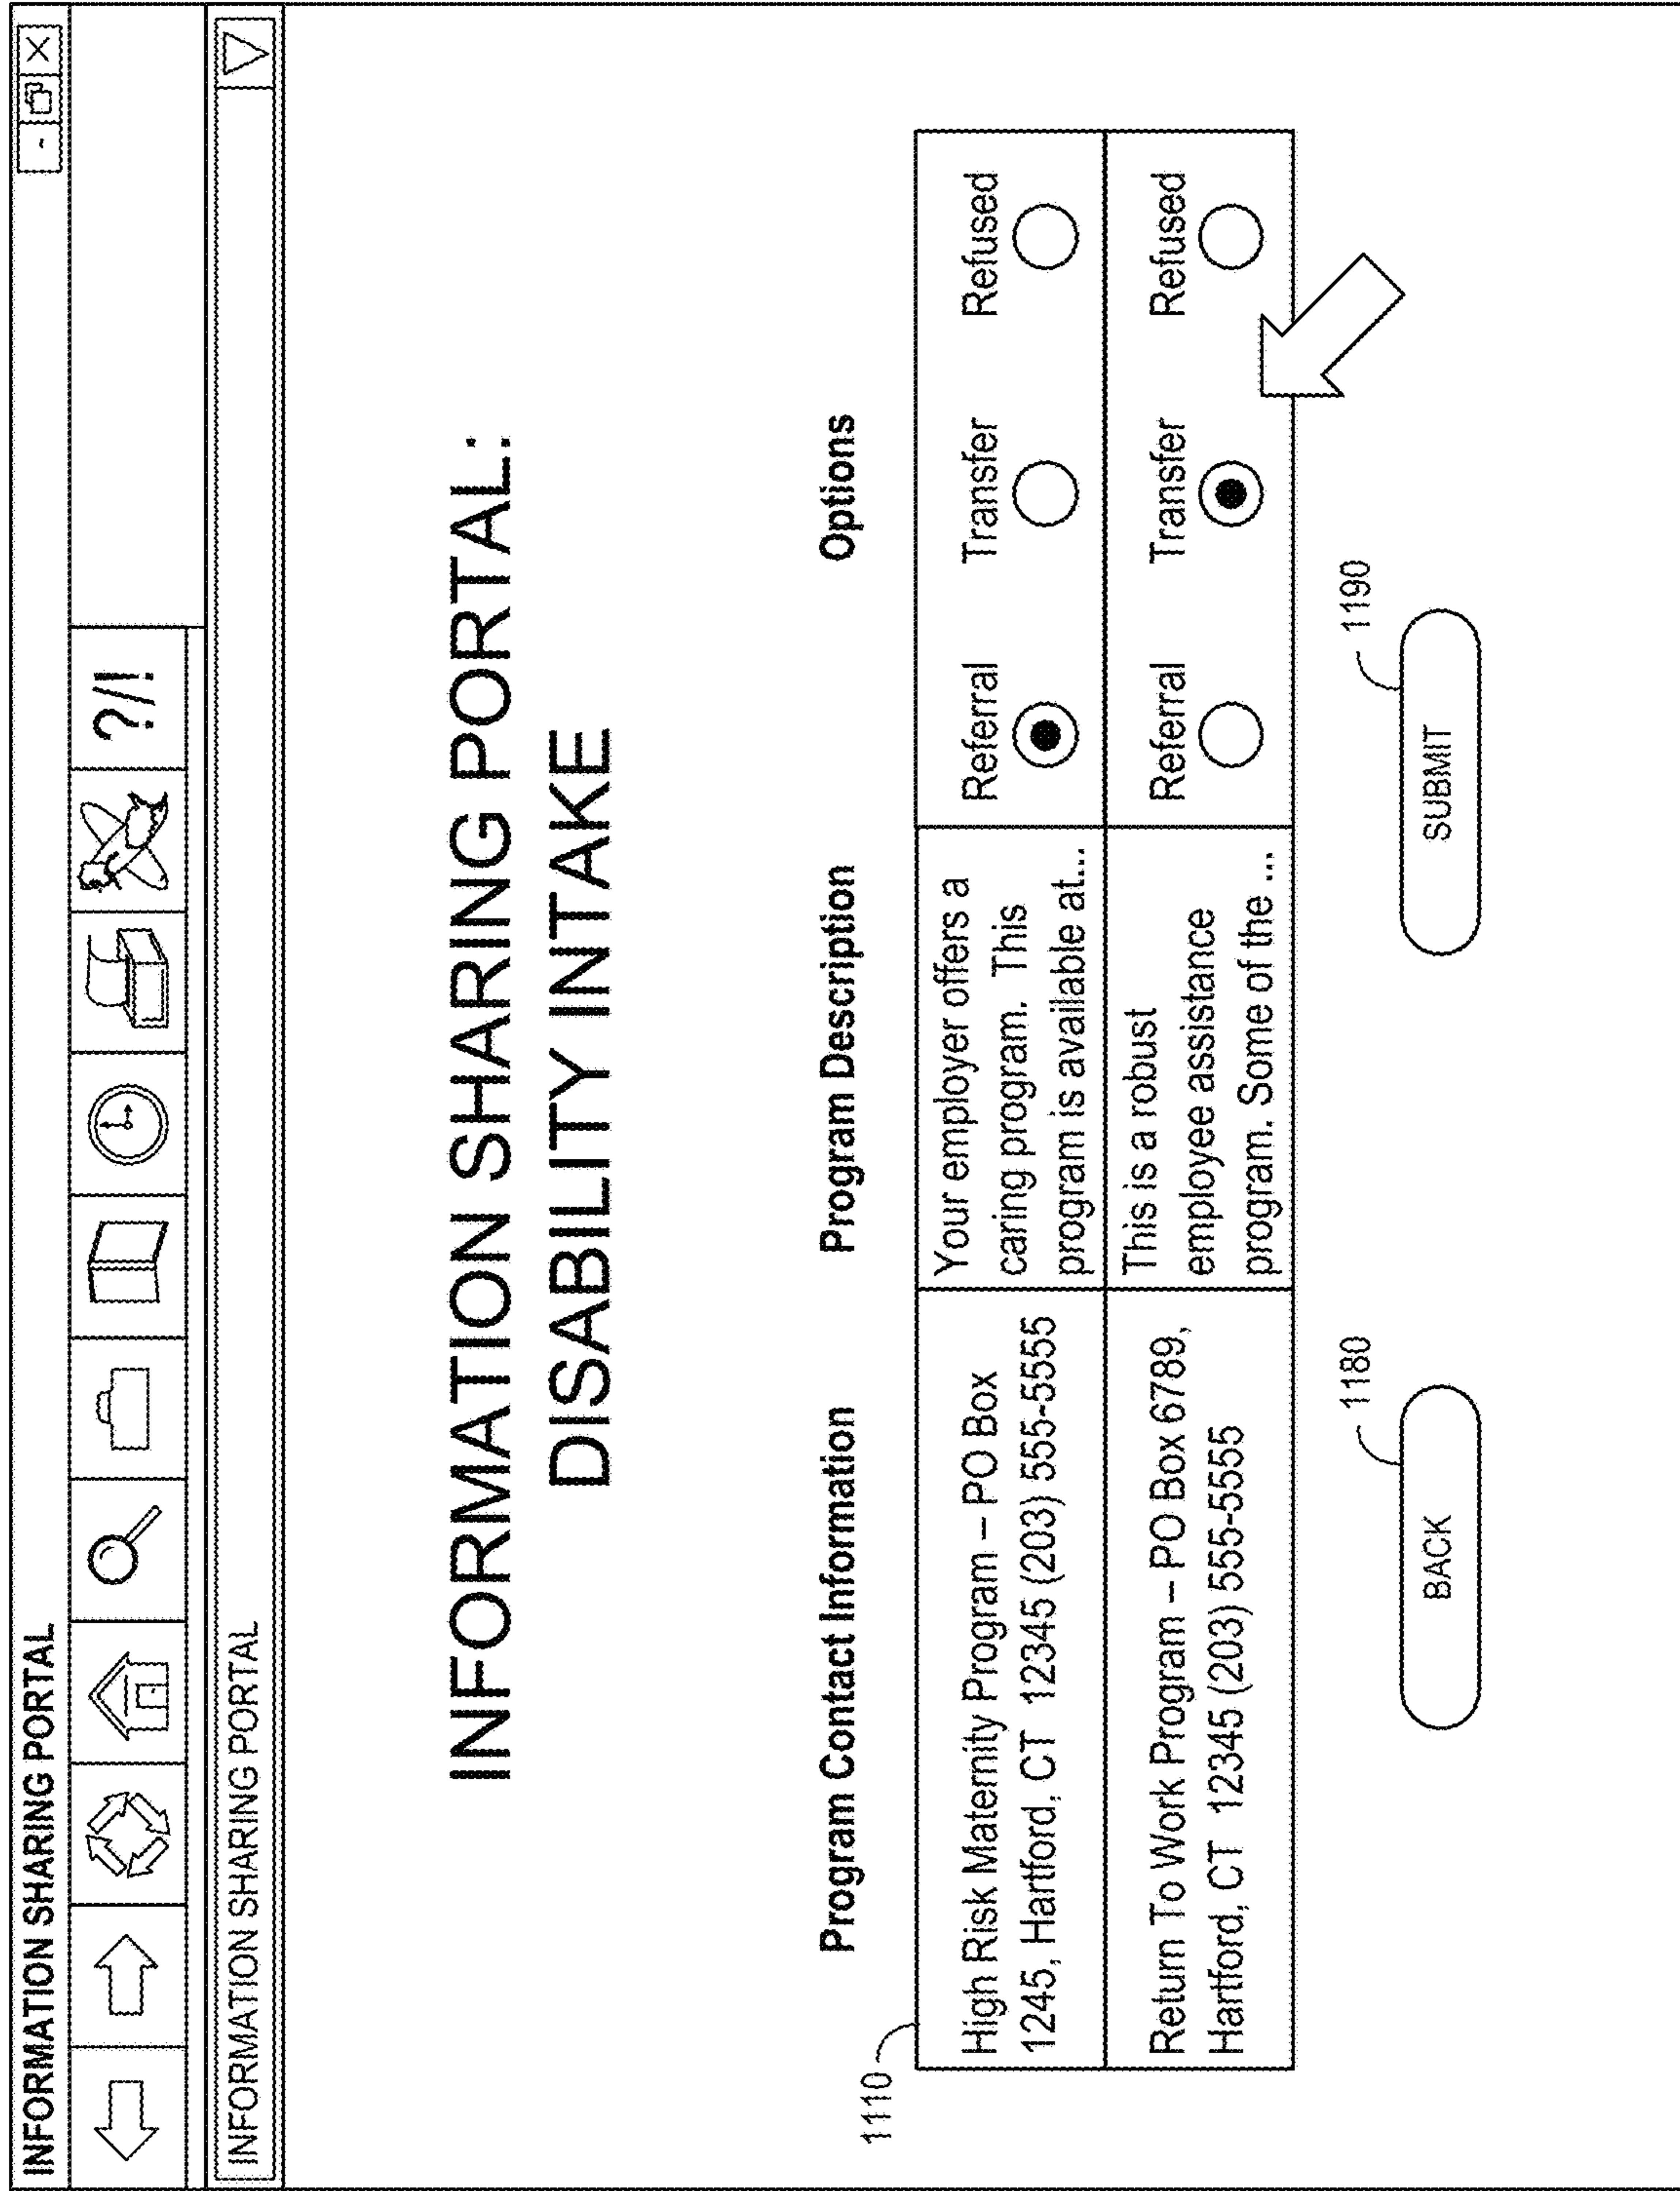 INFORMATION SHARING PORTAL
?/!
INFORMATION SHARING PORTAL
INFORMATION SHARING PORTAL:
DISABILITY INTAKE
Program Contact Information
Program Description
Options
1110
High Risk Maternity Program – PO Box
1245, Hartford, CT 12345 (203) 555-5555
Your employer offers a
caring program. This
program is available at...
Referral
Transfer
Refused
Return To Work Program – PO Box 6789,
Hartford, CT 12345 (203) 555-5555
This is a robust
employee assistance
program. Some of the ...
Referral
Transfer
Refused
1180
BACK
1190
SUBMIT